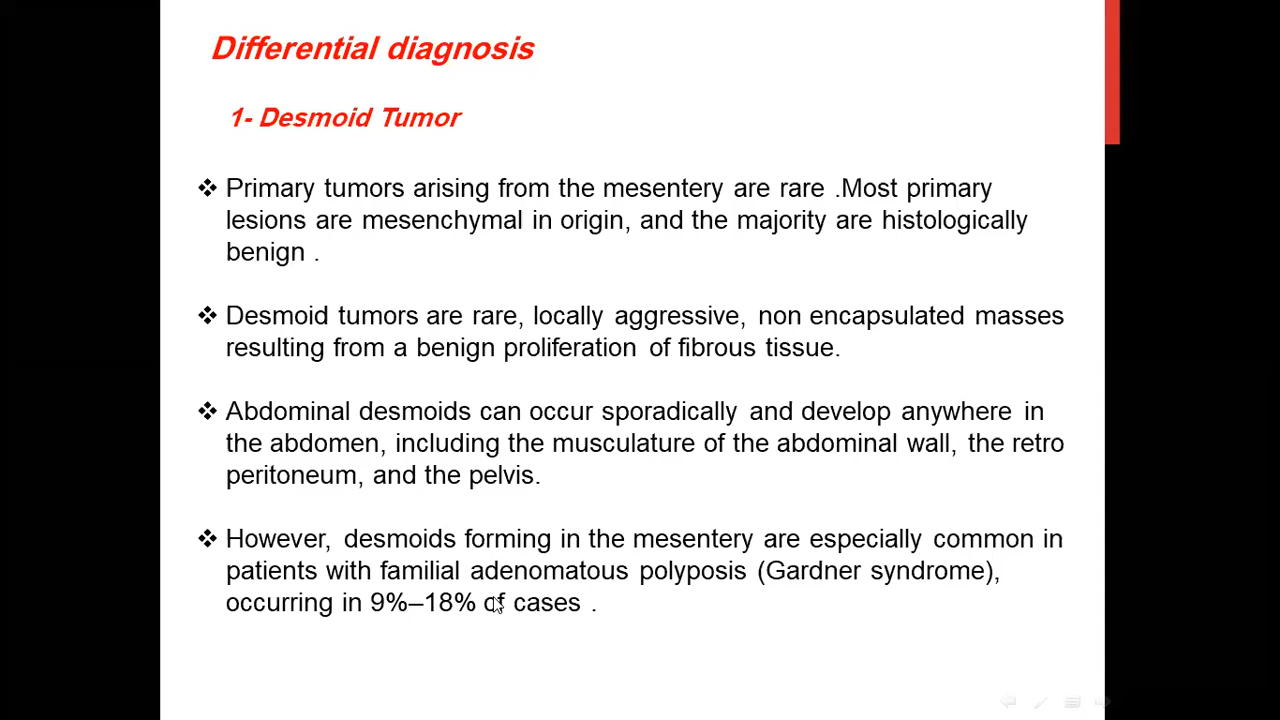 Differential diagnosis
1- Desmoid Tumor
❖ Primary tumors arising from the mesentery are rare .Most primary
lesions are mesenchymal in origin, and the majority are histologically
benign .
❖ Desmoid tumors are rare, locally aggressive, non encapsulated masses
resulting from a benign proliferation of fibrous tissue.
❖ Abdominal desmoids can occur sporadically and develop anywhere in
the abdomen, including the musculature of the abdominal wall, the retro
peritoneum, and the pelvis.
❖ However, desmoids forming in the mesentery are especially common in
patients with familial adenomatous polyposis (Gardner syndrome),
occurring in 9%–18% of cases .